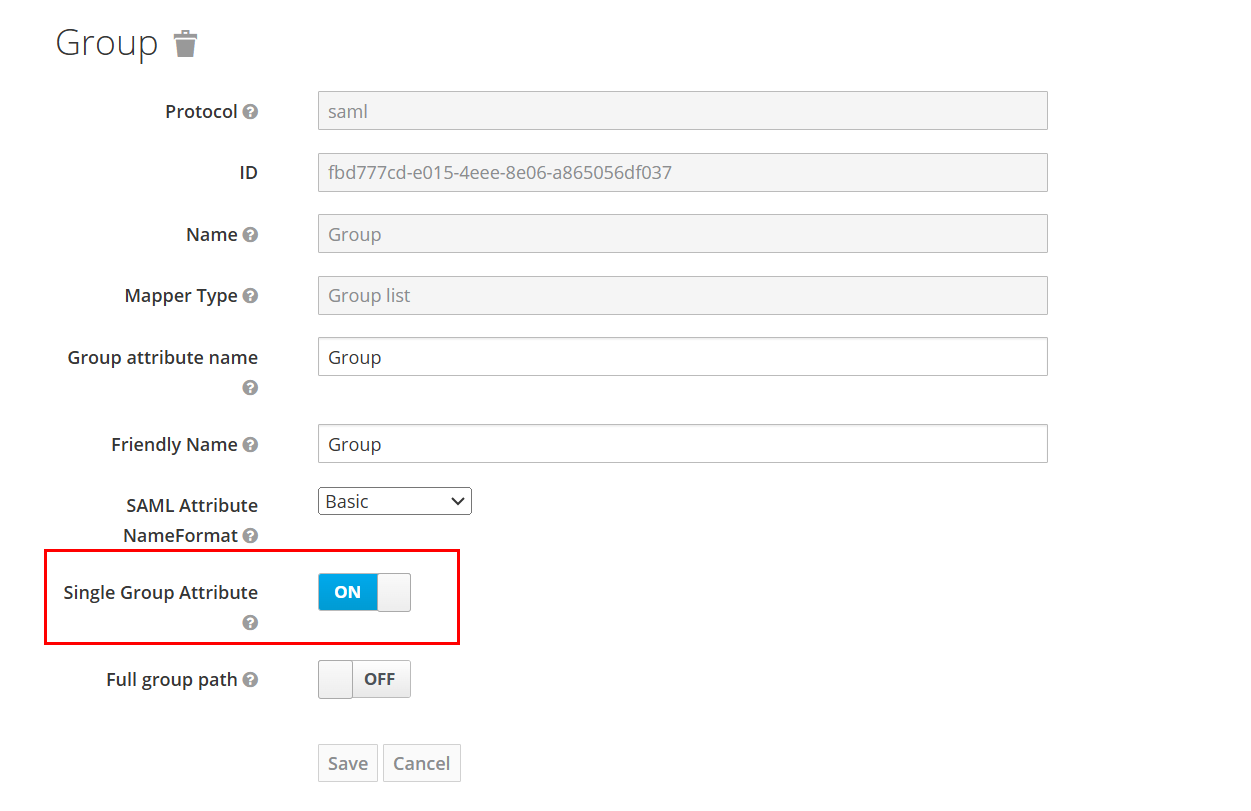 Group
Protocol
saml
ID
fbd777cd-e015-4eee-8e06-a865056df037
Name
Group
Mapper Type
Group list
Group attribute name
Group
Friendly Name
Group
SAML Attribute
NameFormat
Basic
Single Group Attribute
ON
Full group path
OFF
Save Cancel